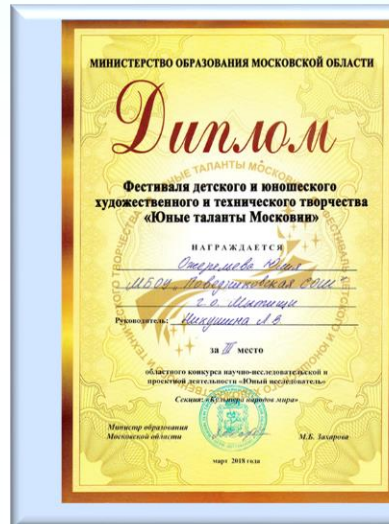 МИНИСТЕРСТВО ОБРАЗОВАНИЯ МОСКОВСКОЙ ОБЛАСТИ
Диплом
Фестиваля детского и юношеского
художественного и технического творчества
«Юные таланты Московии»
НАГРАЖДАЕТСЯ
Юлия
МБОУ „Поведниковская СОШ"
г.о. Мытищи
Руководитель: Никушина Л.В.
за III место
областного конкурса научно-исследовательской и
проектной деятельности «Юный исследователь»
Секция: «Культура народов мира»
Министр образования
Московской области
М.Б. Захарова
март 2018 года